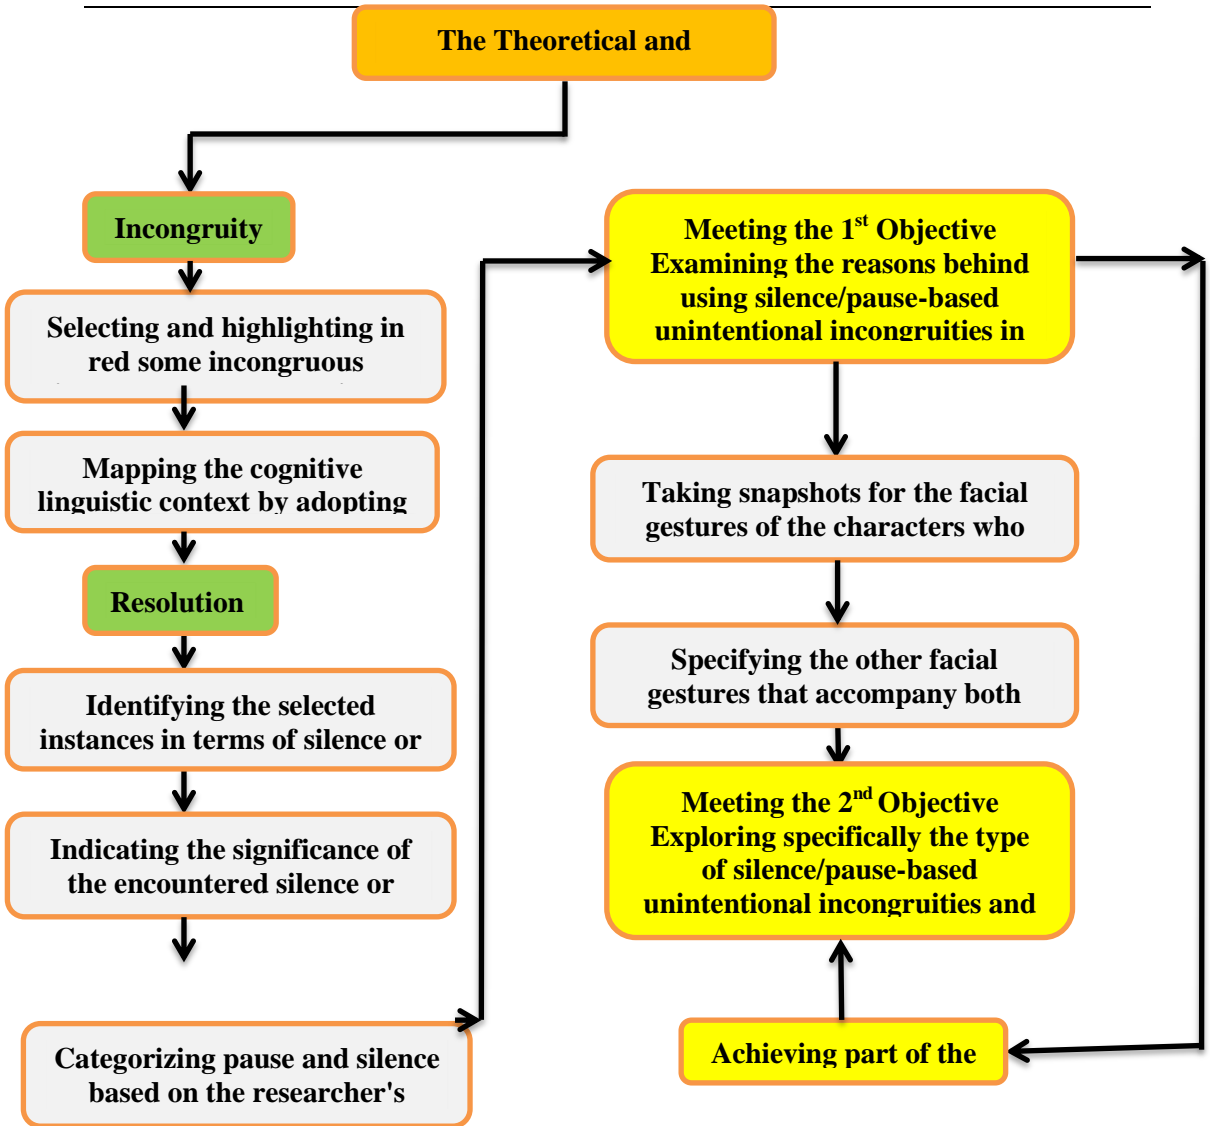 The Theoretical and
Incongruity
Selecting and highlighting in
red some incongruous
Mapping the cognitive
linguistic context by adopting
Resolution
Identifying the selected
instances in terms of silence or
Indicating the significance of
the encountered silence or
Categorizing pause and silence
based on the researcher's
Meeting the 1st Objective
Examining the reasons behind
using silence/pause-based
unintentional incongruities in
Taking snapshots for the facial
gestures of the characters who
Specifying the other facial
gestures that accompany both
Meeting the 2nd Objective
Exploring specifically the type
of silence/pause-based
unintentional incongruities and
Achieving part of the